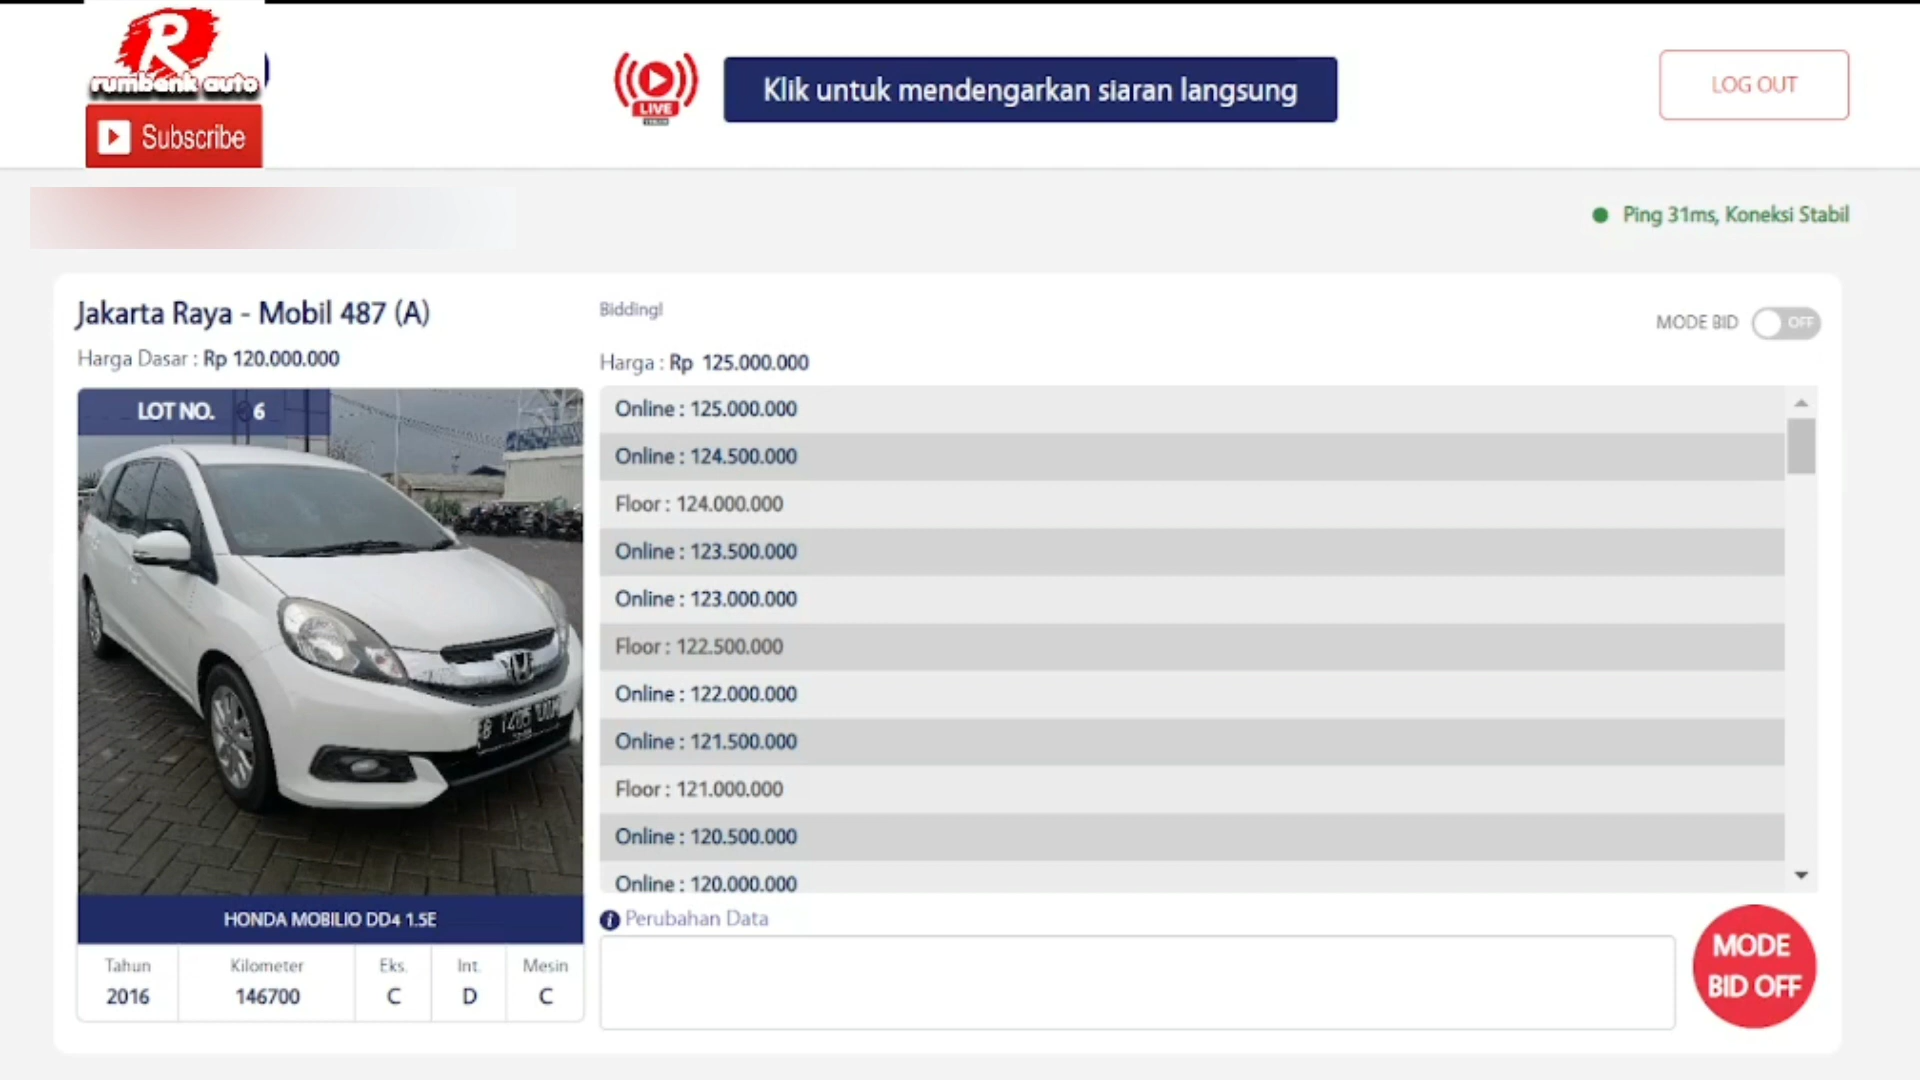 R
rumbank auto
Subscribe
LIVE
Klik untuk mendengarkan siaran langsung
LOG OUT
Ping 31ms, Koneksi Stabil
Jakarta Raya - Mobil 487 (A)
Harga Dasar : Rp 120.000.000
LOT NO. 6
HONDA MOBILIO DD4 1.5E
Tahun Kilometer Eks. Int. Mesin
2016 146700 C D C
Bidding!
MODE BID OFF
Harga : Rp 125.000.000
Online : 125.000.000
Online : 124.500.000
Floor : 124.000.000
Online : 123.500.000
Online : 123.000.000
Floor : 122.500.000
Online : 122.000.000
Online : 121.500.000
Floor : 121.000.000
Online : 120.500.000
Online : 120.000.000
Perubahan Data
MODE
BID OFF